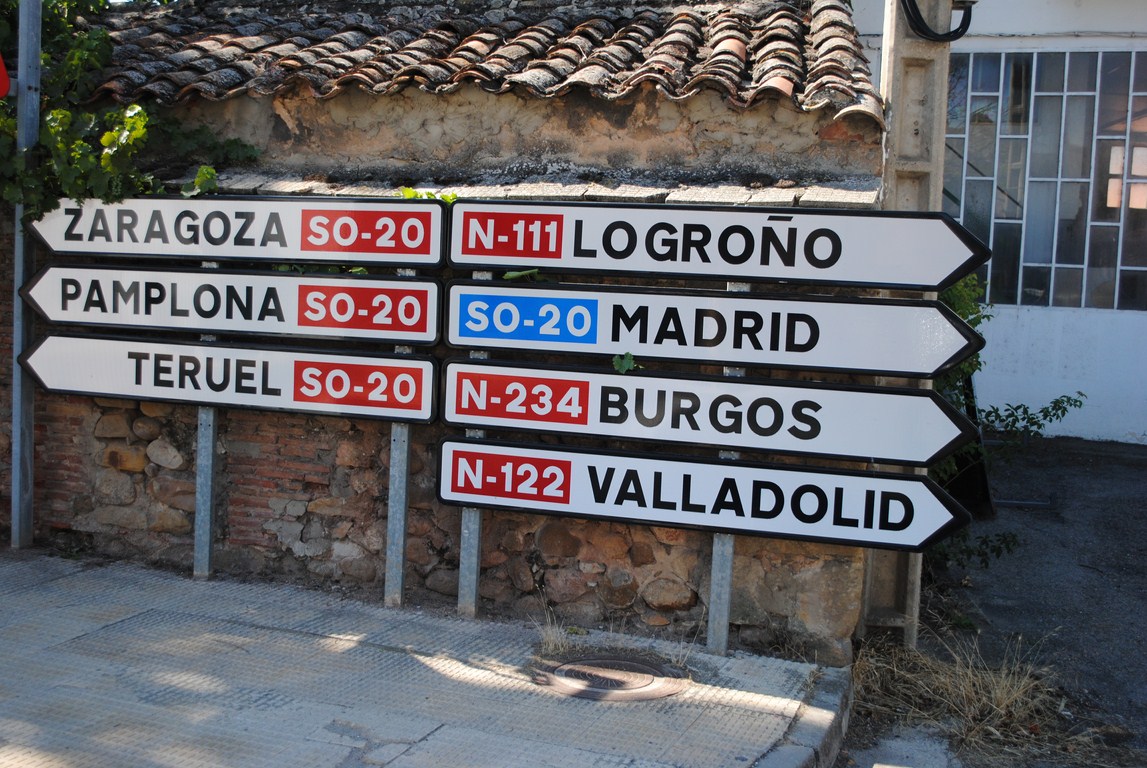 ZARAGOZA SO-20
PAMPLONA SO-20
TERUEL SO-20
N-111 LOGROÑO
SO-20 MADRID
N-234 BURGOS
N-122 VALLADOLID